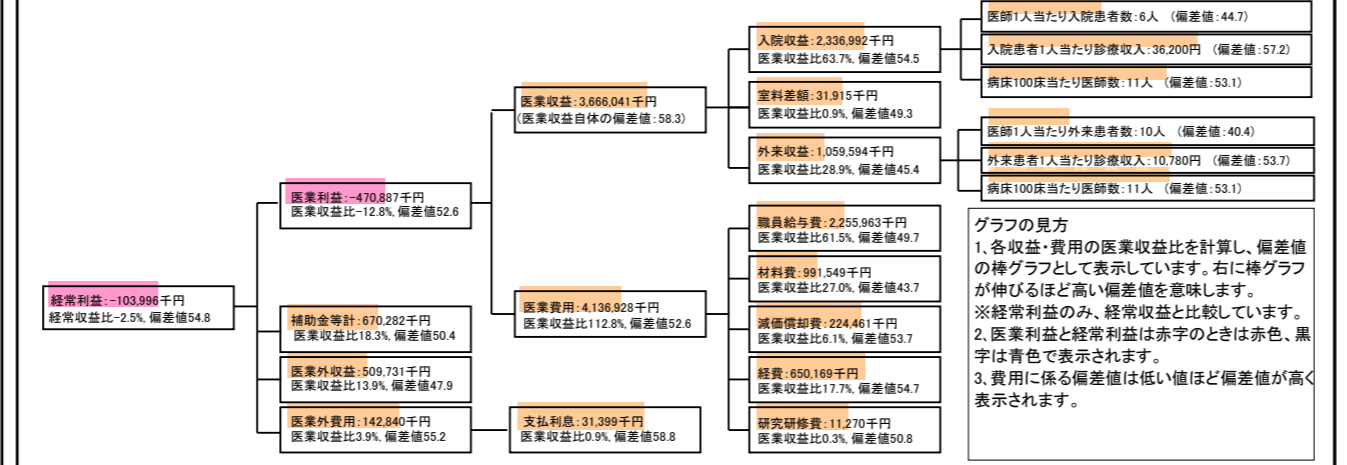 経常利益:-103,996千円
経常収益比-2.5%, 偏差値54.8
医業利益:-470,887千円
医業収益比-12.8%, 偏差値52.6
補助金等計:670,282千円
医業収益比18.3%, 偏差値50.4
医業外収益:509,731千円
医業収益比13.9%, 偏差値47.9
医業外費用:142,840千円
医業収益比3.9%, 偏差値55.2
医業収益:3,666,041千円
(医業収益自体の偏差値:58.3)
医業費用:4,136,928千円
医業収益比112.8%, 偏差値52.6
支払利息:31,399千円
医業収益比0.9%, 偏差値58.8
入院収益:2,336,992千円
医業収益比63.7%, 偏差値54.5
室料差額:31,915千円
医業収益比0.9%, 偏差値49.3
外来収益:1,059,594千円
医業収益比28.9%, 偏差値45.4
職員給与費:2,255,963千円
医業収益比61.5%, 偏差値49.7
材料費:991,549千円
医業収益比27.0%, 偏差値43.7
減価償却費:224,461千円
医業収益比6.1%, 偏差値53.7
経費:650,169千円
医業収益比17.7%, 偏差値54.7
研究研修費:11,270千円
医業収益比0.3%, 偏差値50.8
医師1人当たり入院患者数:6人 (偏差値:44.7)
入院患者1人当たり診療収入:36,200円 (偏差値:57.2)
病床100床当たり医師数:11人 (偏差値:53.1)
医師1人当たり外来患者数:10人 (偏差値:40.4)
外来患者1人当たり診療収入:10,780円 (偏差値:53.7)
病床100床当たり医師数:11人 (偏差値:53.1)
グラフの見方
1、各収益・費用の医業収益比を計算し、偏差値
の棒グラフとして表示しています。右に棒グラフ
が伸びるほど高い偏差値を意味します。
※経常利益のみ、経常収益と比較しています。
2、医業利益と経常利益は赤字のときは赤色、黒
字は青色で表示されます。
3、費用に係る偏差値は低い値ほど偏差値が高く
表示されます。